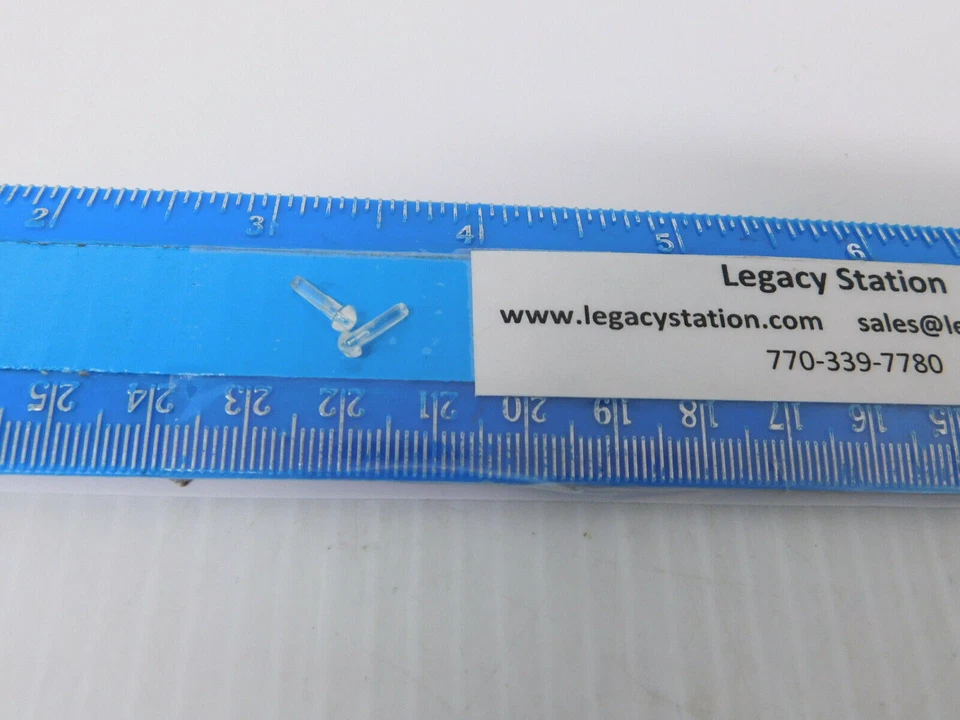 2 3 4 5 6
Legacy Station
www.legacystation.com sales@le
770-339-7780
25 24 23 22 21 20 19 18 17 16 15